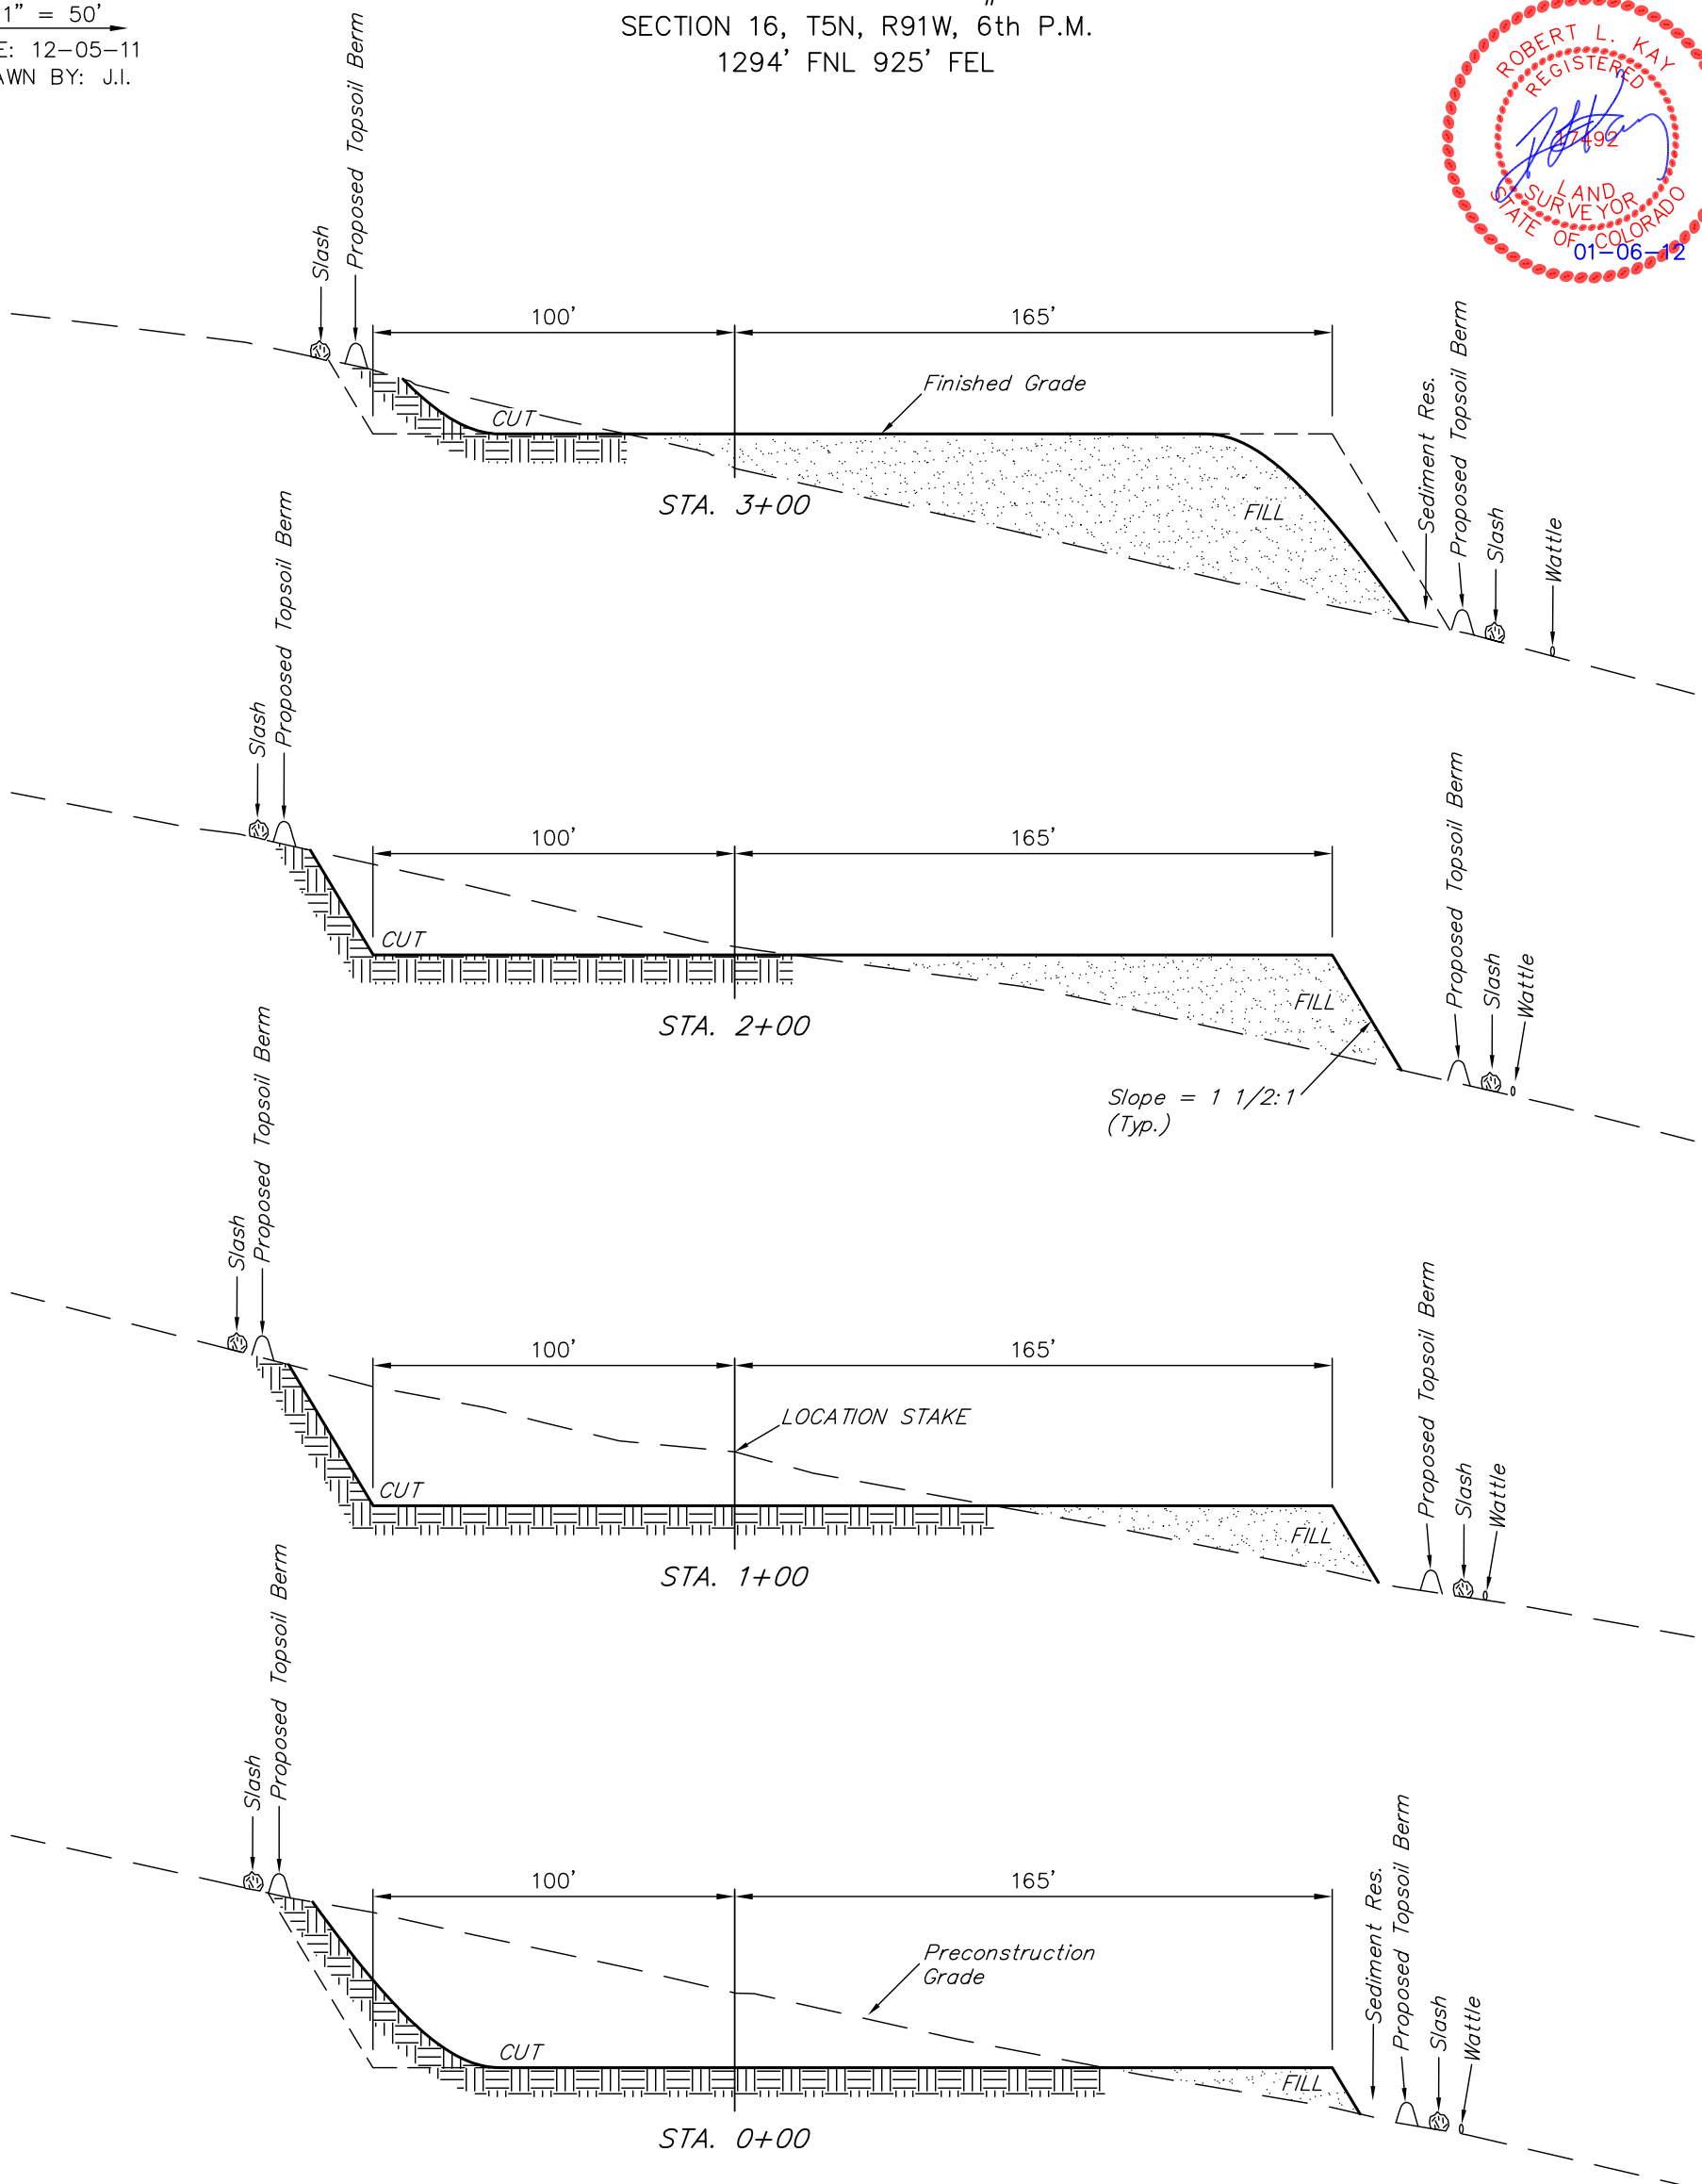 1" = 50'
E: 12-05-11
AWN BY: J.I.
SECTION 16, T5N, R91W, 6th P.M.
1294' FNL 925' FEL
ROBERT L. KAY
REGISTERED
17492
LAND
SURVEYOR
STATE OF COLORADO
01-06-12
Slash
Proposed Topsoil Berm
100'
165'
Finished Grade
CUT
FILL
Sediment Res.
Proposed Topsoil Berm
Slash
Wattle
STA. 3+00
Slash
Proposed Topsoil Berm
100'
165'
CUT
FILL
Proposed Topsoil Berm
Slash
Wattle
STA. 2+00
Slope = 1 1/2:1
(Typ.)
Slash
Proposed Topsoil Berm
100'
165'
LOCATION STAKE
CUT
FILL
Proposed Topsoil Berm
Slash
Wattle
STA. 1+00
Slash
Proposed Topsoil Berm
100'
165'
Preconstruction
Grade
CUT
FILL
Sediment Res.
Proposed Topsoil Berm
Slash
Wattle
STA. 0+00